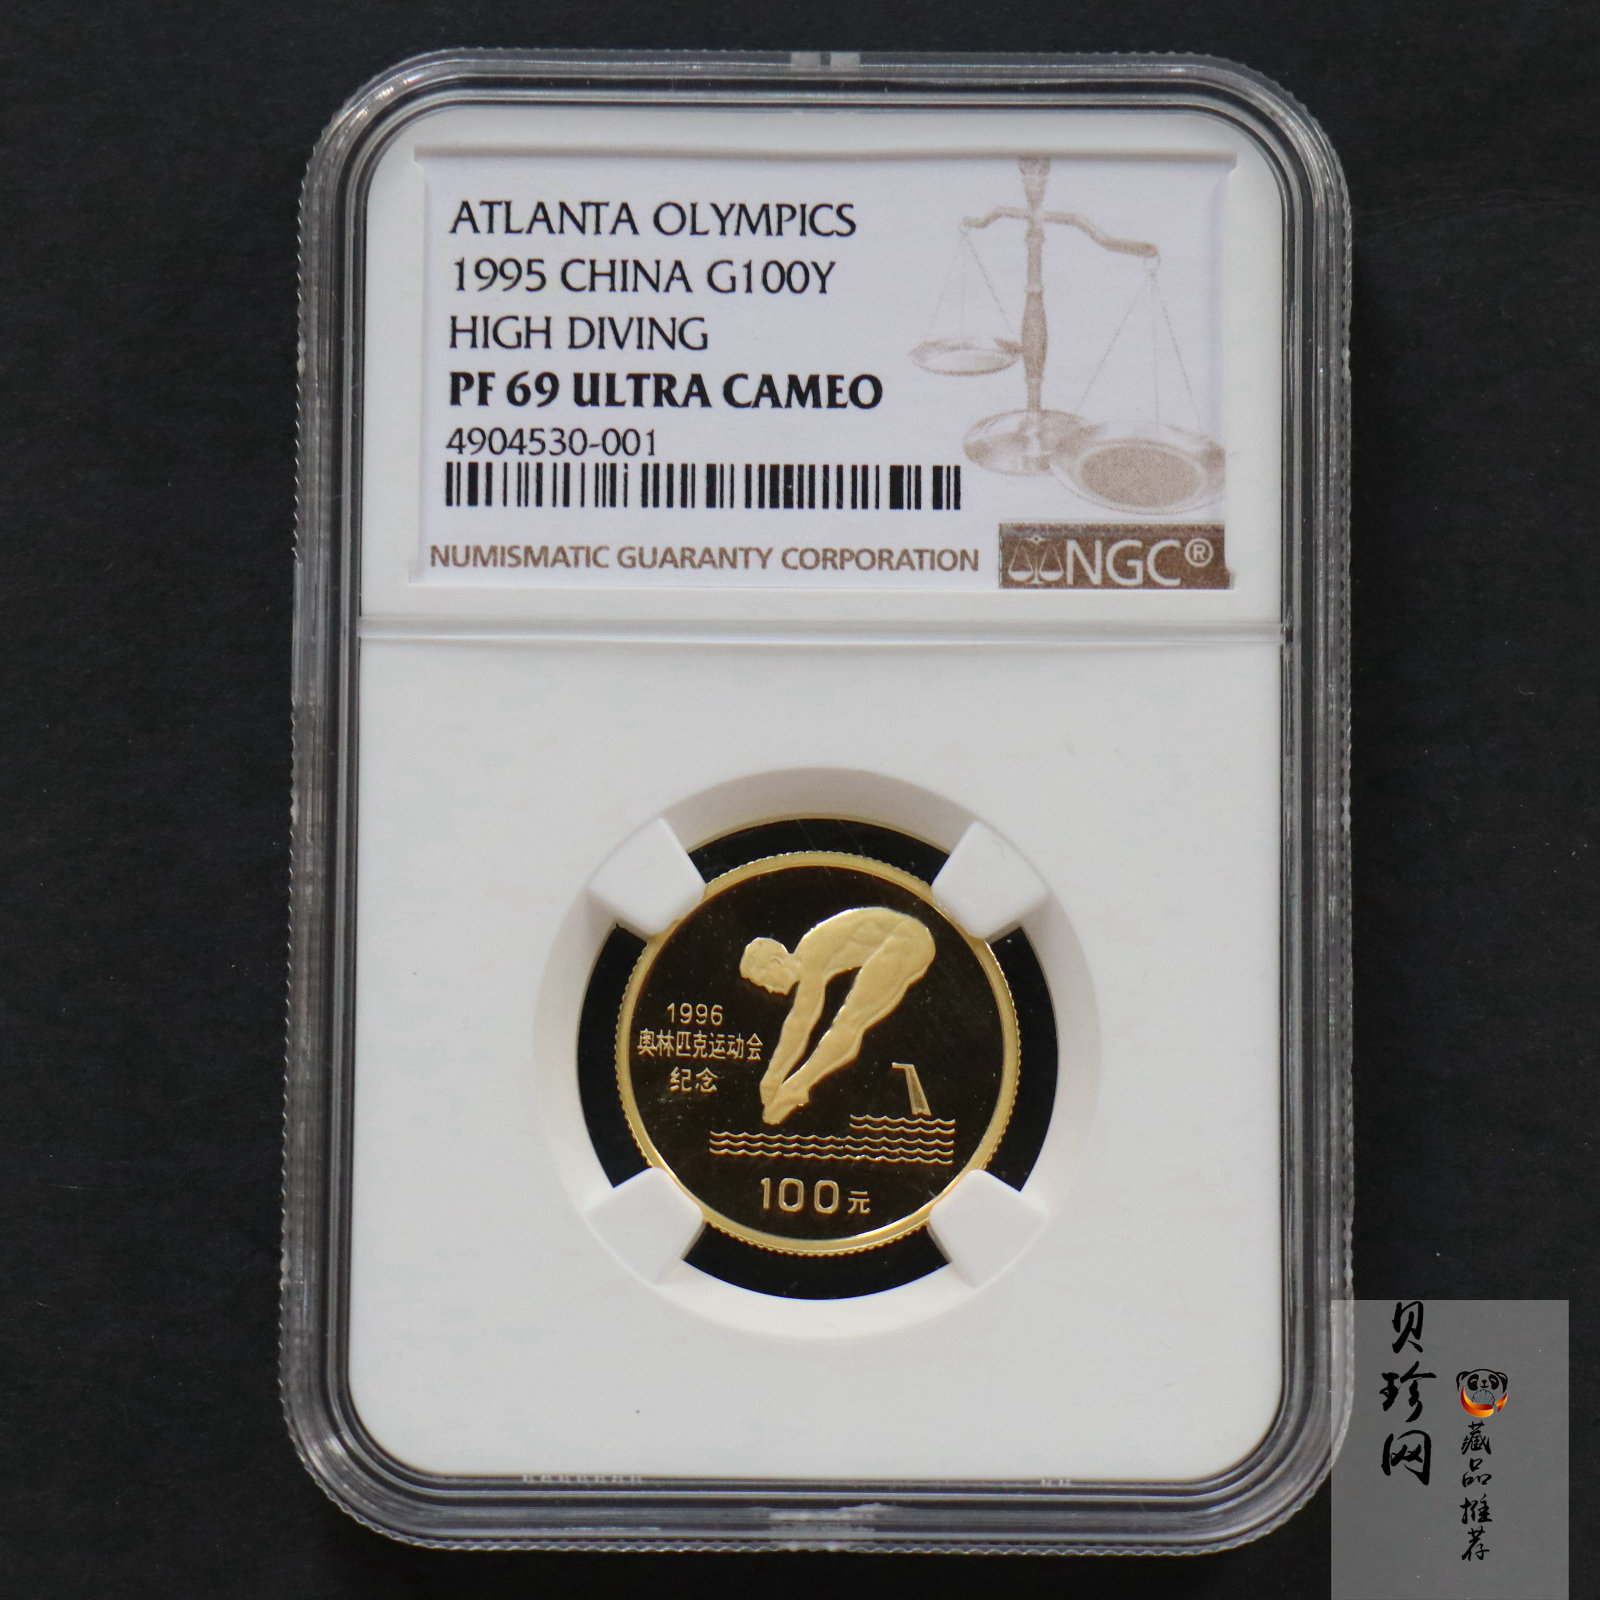 ATLANTA OLYMPICS
1995 CHINA G100Y
HIGH DIVING
PF 69 ULTRA CAMEO
4904530-001
NUMISMATIC GUARANTY CORPORATION
NGC®
1996
奥林匹克运动会
纪念
100元
贝珍网
藏品推荐